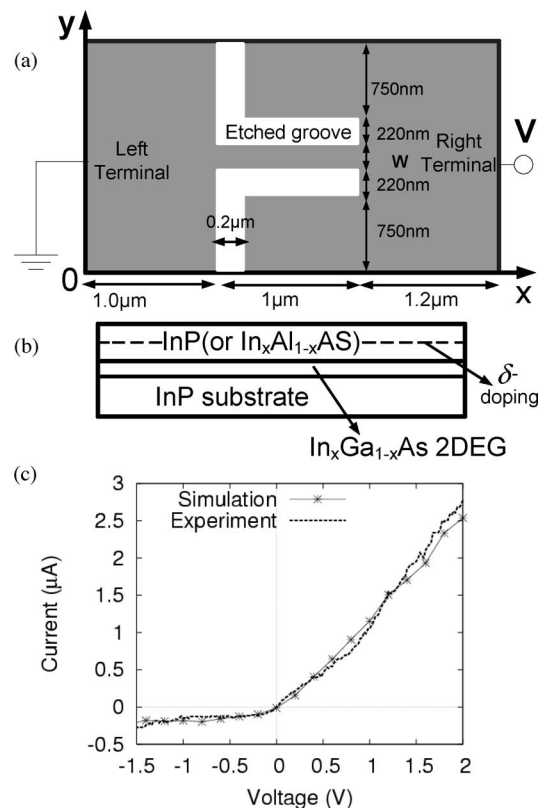 (a)
y
750nm
Etched groove
220nm
Left
Terminal
W
Right
Terminal
V
220nm
0.2μm
750nm
0
x
1.0μm
1μm
1.2μm
(b)
InP(or InxAl1-xAS)
InP substrate
δ-
doping
InxGa1-xAs 2DEG
(c)
Simulation
Experiment
Current (μA)
3
2.5
2
1.5
1
0.5
0
-0.5
-1.5
-1
-0.5
0
0.5
1
1.5
2
Voltage (V)